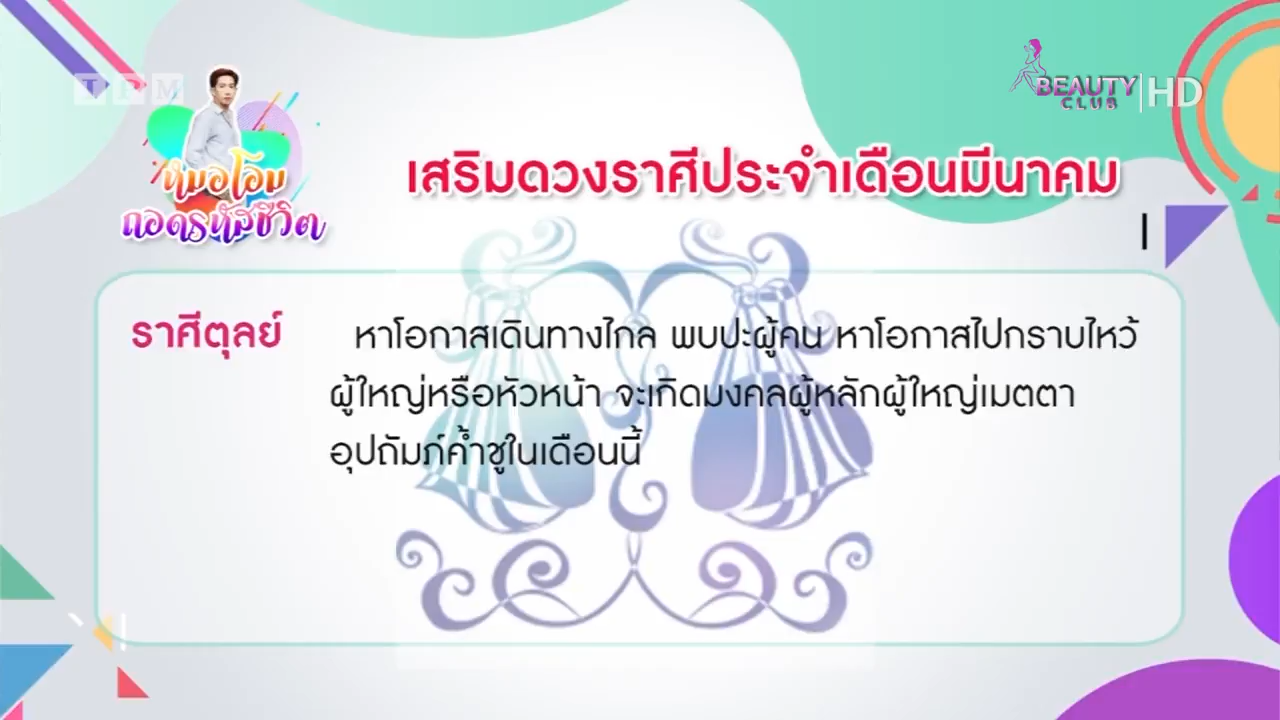 TPM
BEAUTY
CLUB
HD
หมอโอม
ถอดรหัสชีวิต
เสริมดวงราศีประจำเดือนมีนาคม
ราศีตุลย์
หาโอกาสเดินทางไกล พบปะผู้คน หาโอกาสไปกราบไหว้
ผู้ใหญ่หรือหัวหน้า จะเกิดมงคลผู้หลักผู้ใหญ่เมตตา
อุปถัมภ์ค้ำชูในเดือนนี้